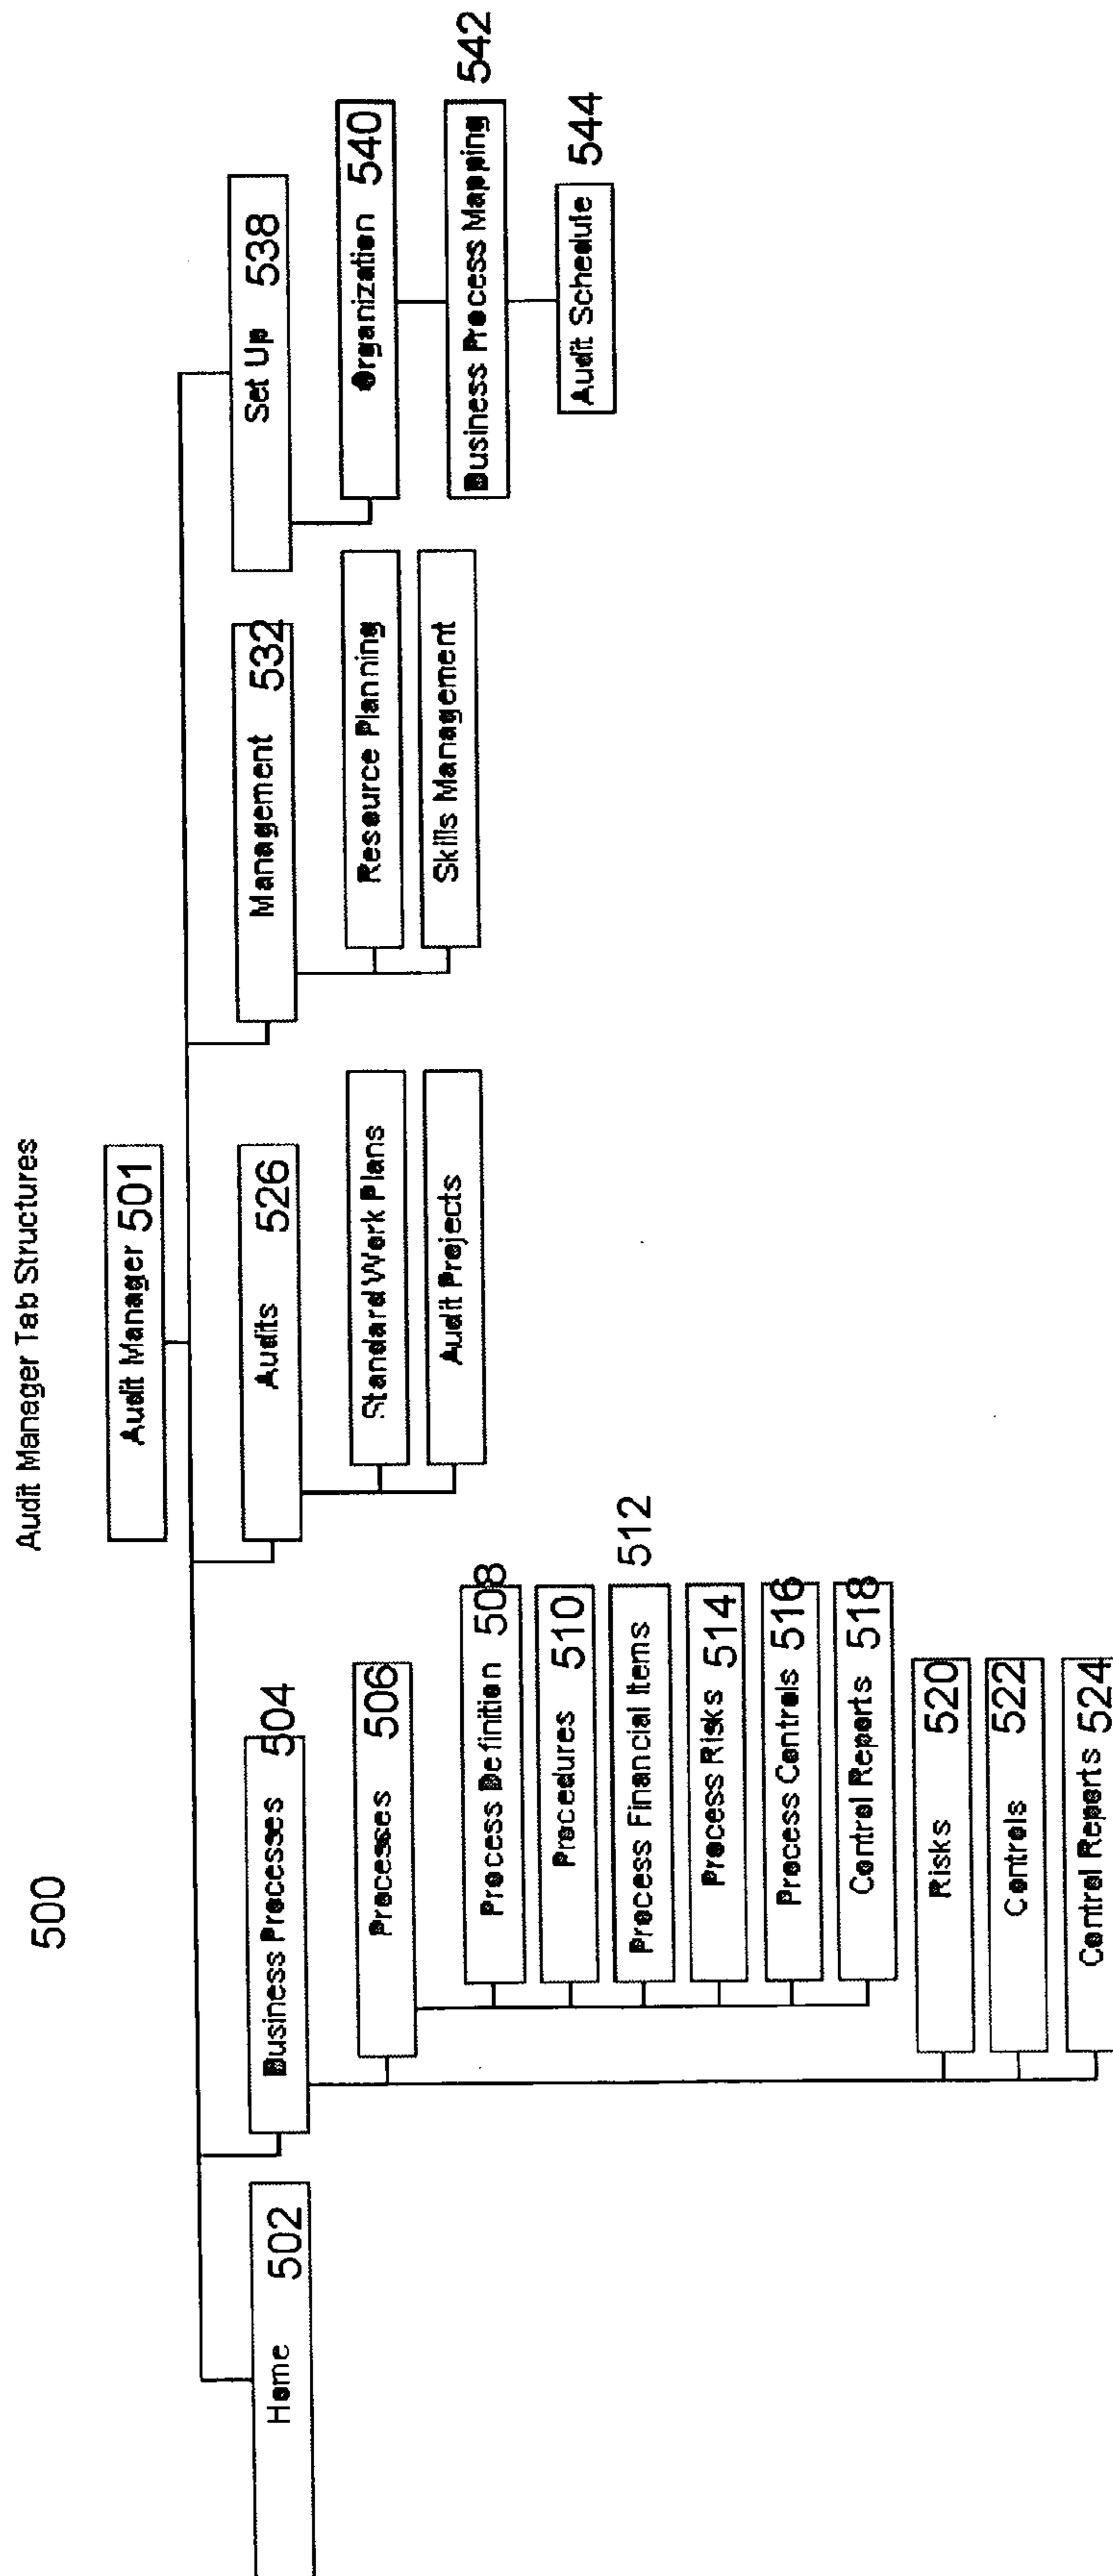 500
Audit Manager Tab Structures
Audit Manager 501
Home 502
Business Processes 504
Processes 506
Process Definition 508
Procedures 510
Process Financial Items 512
Process Risks 514
Process Controls 516
Control Reports 518
Risks 520
Controls 522
Control Reports 524
Audits 526
Standard Work Plans
Audit Projects
Management 532
Resource Planning
Skills Management
Set Up 538
Organization 540
Business Process Mapping 542
Audit Schedule 544